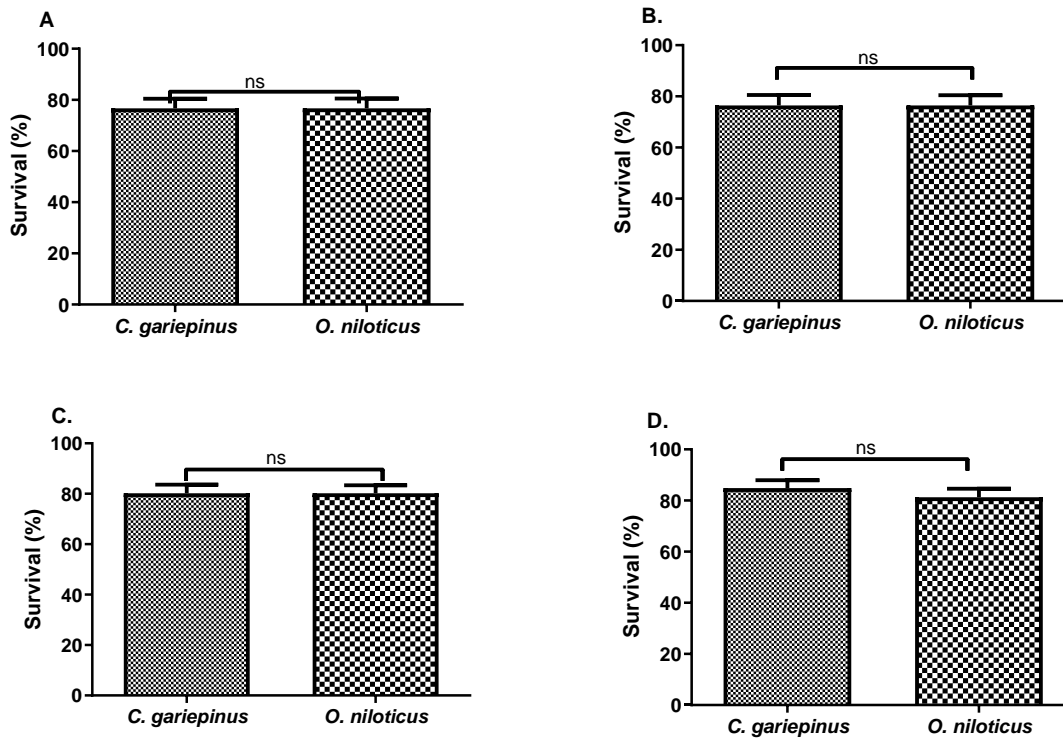 A
100
80
60
40
20
0
Survival (%)
ns
C. gariepinus
O. niloticus
B.
100
80
60
40
20
0
Survival (%)
ns
C. gariepinus
O. niloticus
C.
100
80
60
40
20
0
Survival (%)
ns
C. gariepinus
O. niloticus
D.
100
80
60
40
20
0
Survival (%)
ns
C. gariepinus
O. niloticus